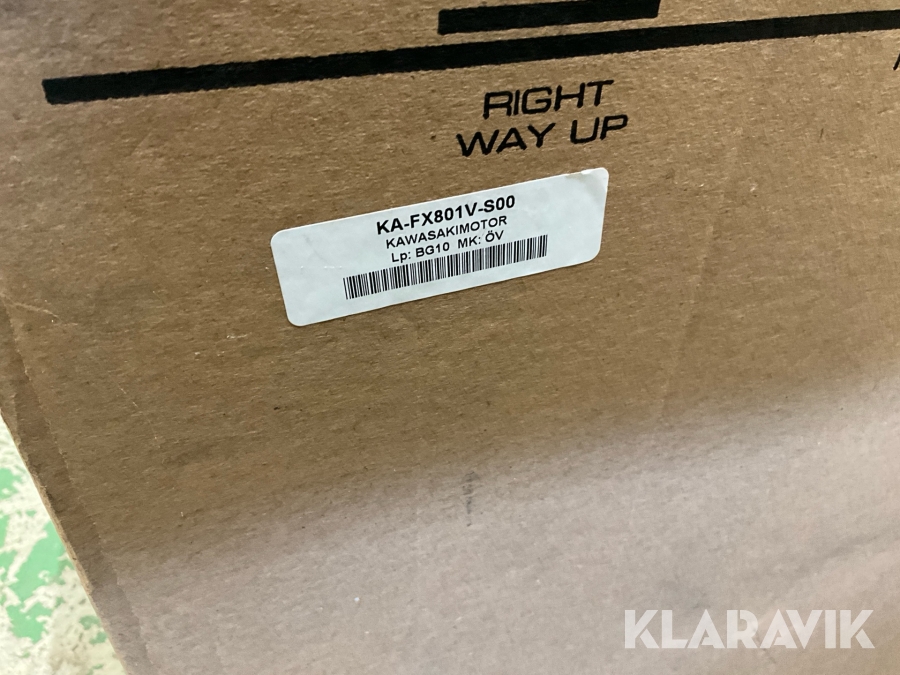 RIGHT
WAY UP
KA-FX801V-S00
KAWASAKIMOTOR
Lp: BG10 MK: ÖV
KLARAVIK